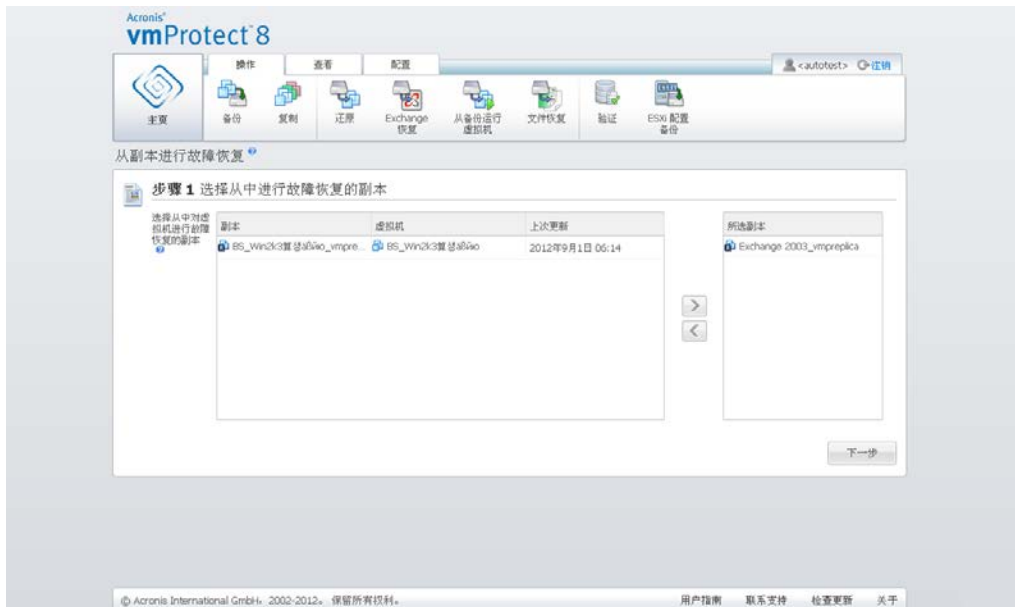 Acronis®
vmProtect™ 8
操作 查看 配置
<autotest> 注销
主页
备份
复制
还原
Exchange
恢复
从备份运行
虚拟机
文件恢复
验证
ESXi 配置
备份
从副本进行故障恢复
步骤 1 选择从中进行故障恢复的副本
选择从中对虚
拟机进行故障
恢复的副本
副本 虚拟机 上次更新
2012年9月1日 06:14
所选副本
Exchange 2003_vmpreplica
下一步
© Acronis International GmbH。 2002-2012。 保留所有权利。
用户指南 联系支持 检查更新 关于